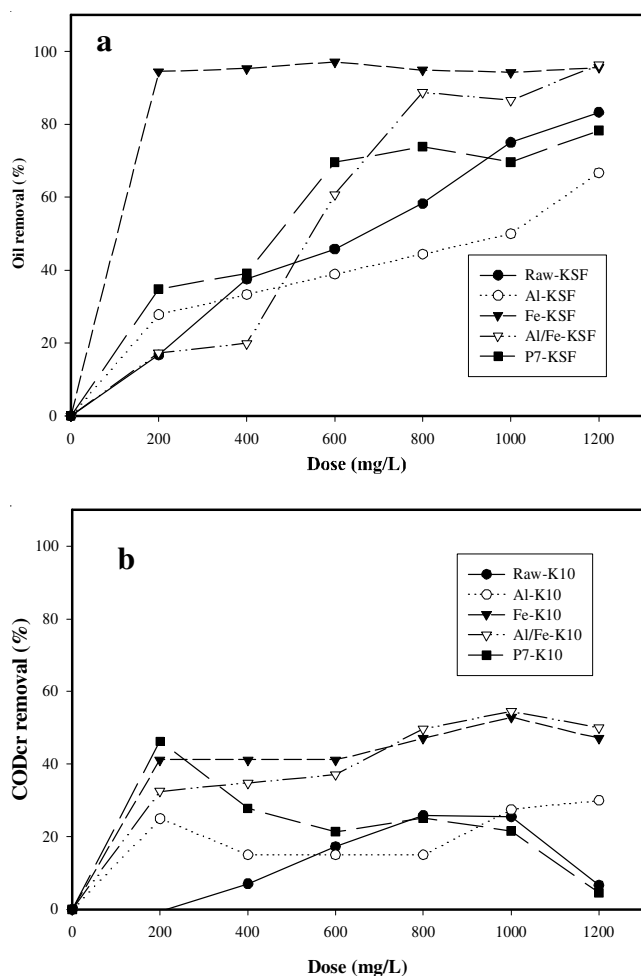 a
100
80
60
40
20
0
Oil removal (%)
Raw-KSF
Al-KSF
Fe-KSF
Al/Fe-KSF
P7-KSF
0 200 400 600 800 1000 1200
Dose (mg/L)
b
100
80
60
40
20
0
CODcr removal (%)
Raw-K10
Al-K10
Fe-K10
Al/Fe-K10
P7-K10
0 200 400 600 800 1000 1200
Dose (mg/L)